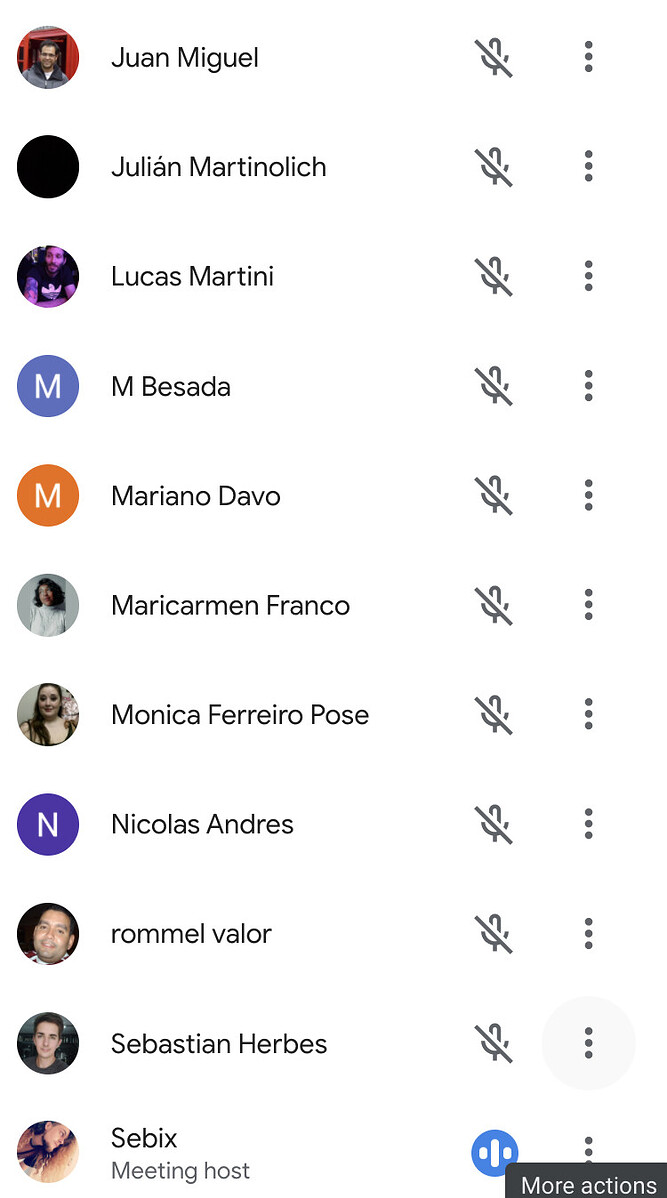 Juan Miguel
Julián Martinolich
Lucas Martini
M
M Besada
M
Mariano Davo
Maricarmen Franco
Monica Ferreiro Pose
N
Nicolas Andres
rommel valor
Sebastian Herbes
Sebix
Meeting host
More actions